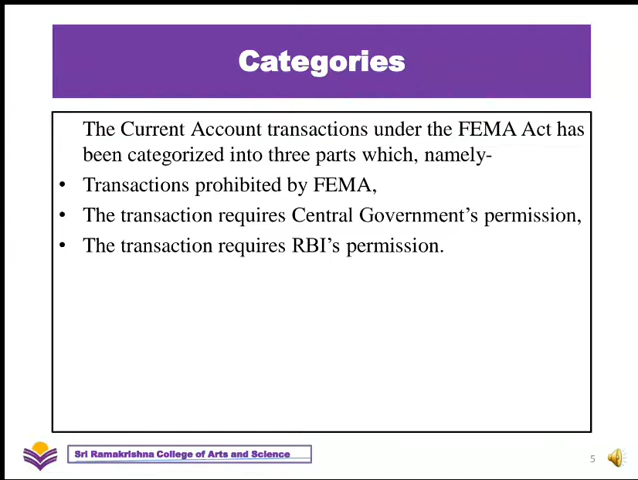 Categories
The Current Account transactions under the FEMA Act has
been categorized into three parts which, namely-
• Transactions prohibited by FEMA,
• The transaction requires Central Government’s permission,
• The transaction requires RBI’s permission.
Sri Ramakrishna College of Arts and Science
5